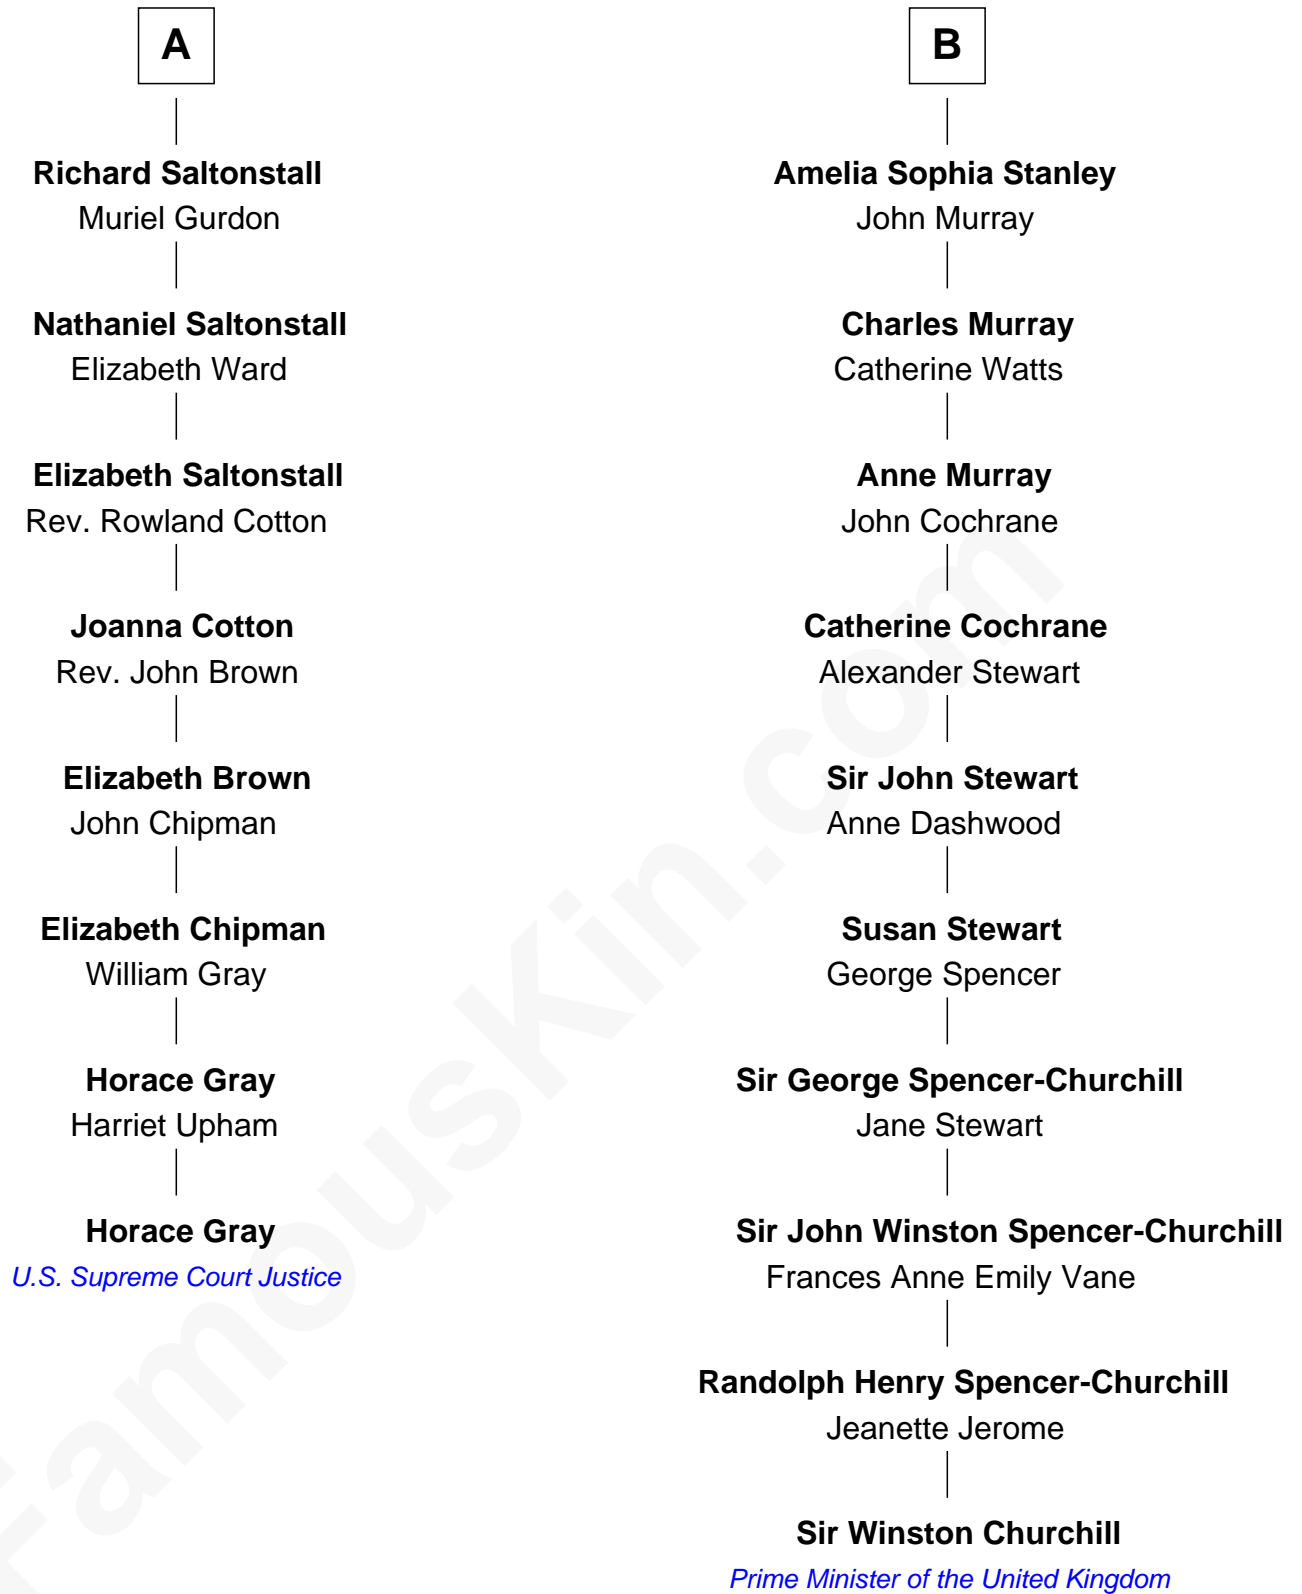 A
Richard Saltonstall
Muriel Gurdon
Nathaniel Saltonstall
Elizabeth Ward
Elizabeth Saltonstall
Rev. Rowland Cotton
Joanna Cotton
Rev. John Brown
Elizabeth Brown
John Chipman
Elizabeth Chipman
William Gray
Horace Gray
Harriet Upham
Horace Gray
U.S. Supreme Court Justice
B
Amelia Sophia Stanley
John Murray
Charles Murray
Catherine Watts
Anne Murray
John Cochrane
Catherine Cochrane
Alexander Stewart
Sir John Stewart
Anne Dashwood
Susan Stewart
George Spencer
Sir George Spencer-Churchill
Jane Stewart
Sir John Winston Spencer-Churchill
Frances Anne Emily Vane
Randolph Henry Spencer-Churchill
Jeanette Jerome
Sir Winston Churchill
Prime Minister of the United Kingdom
FamousKin.com